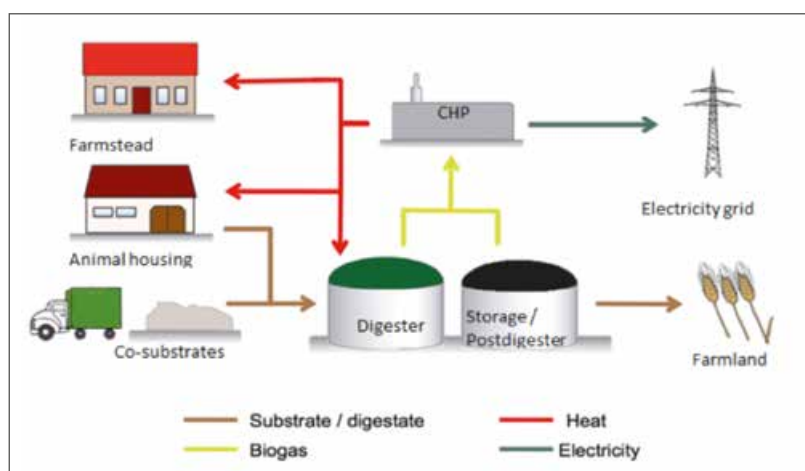 CHP
Farmstead
Electricity grid
Animal housing
Digester
Storage /
Postdigester
Co-substrates
Farmland
Substrate / digestate
Heat
Biogas
Electricity